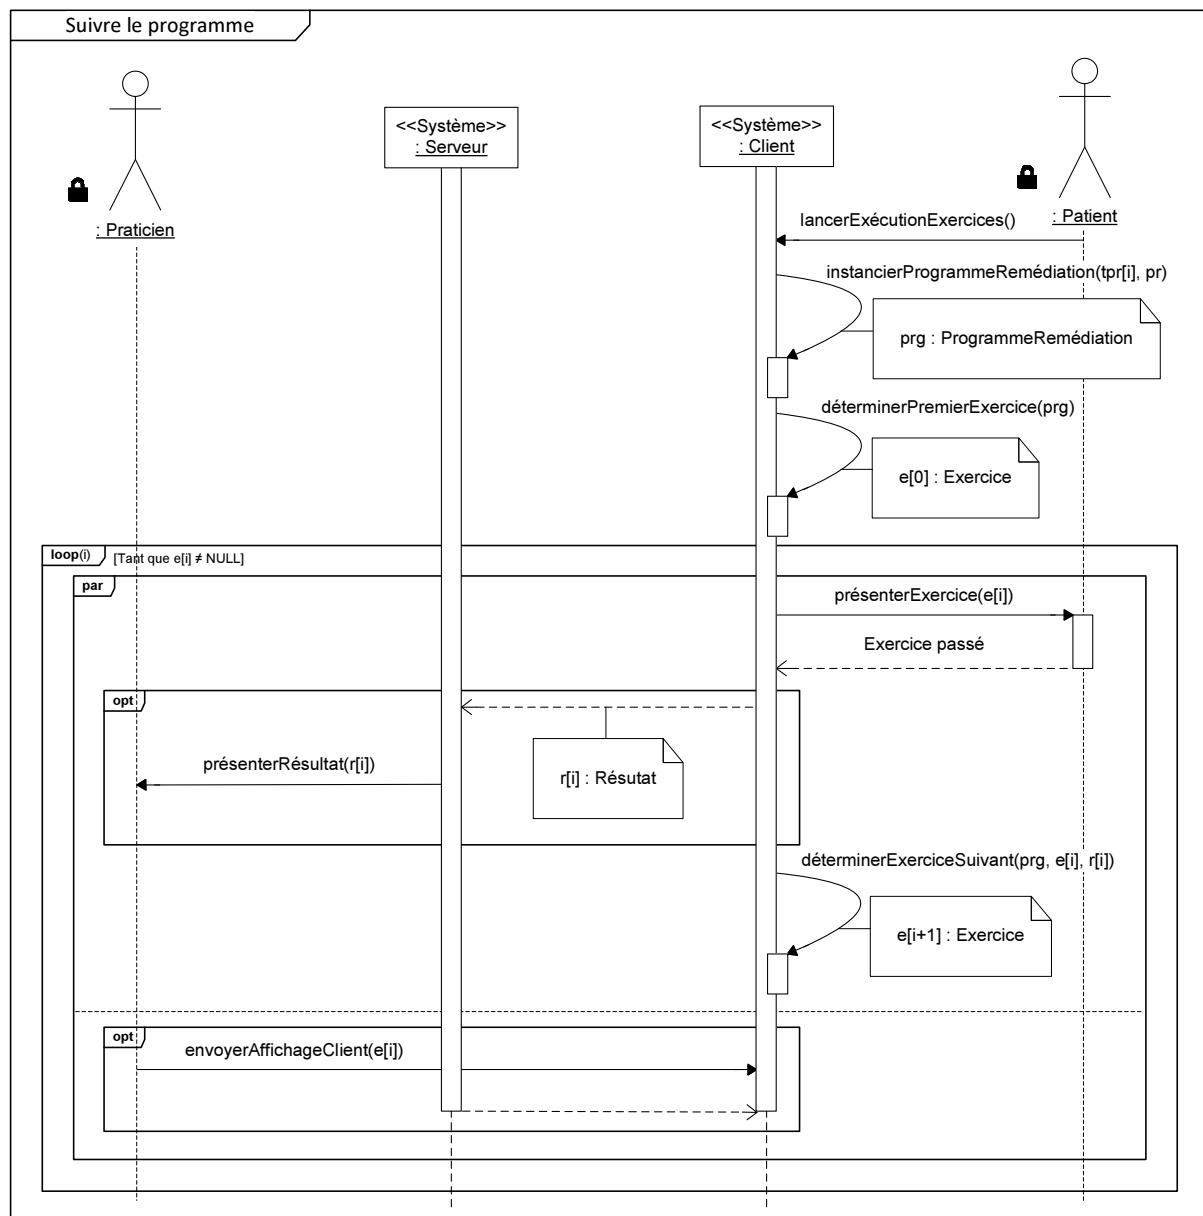 Suivre le programme
<<Système>>
: Serveur
<<Système>>
: Client
: Praticien
: Patient
lancerExécutionExercices()
instancierProgrammeRemédiation(tpr[i], pr)
prg : ProgrammeRemédiation
déterminerPremierExercice(prg)
e[0] : Exercice
loop(i) [Tant que e[i] ≠ NULL]
par
présenterExercice(e[i])
Exercice passé
opt
présenterRésultat(r[i])
r[i] : Résutat
déterminerExerciceSuivant(prg, e[i], r[i])
e[i+1] : Exercice
opt
envoyerAffichageClient(e[i])